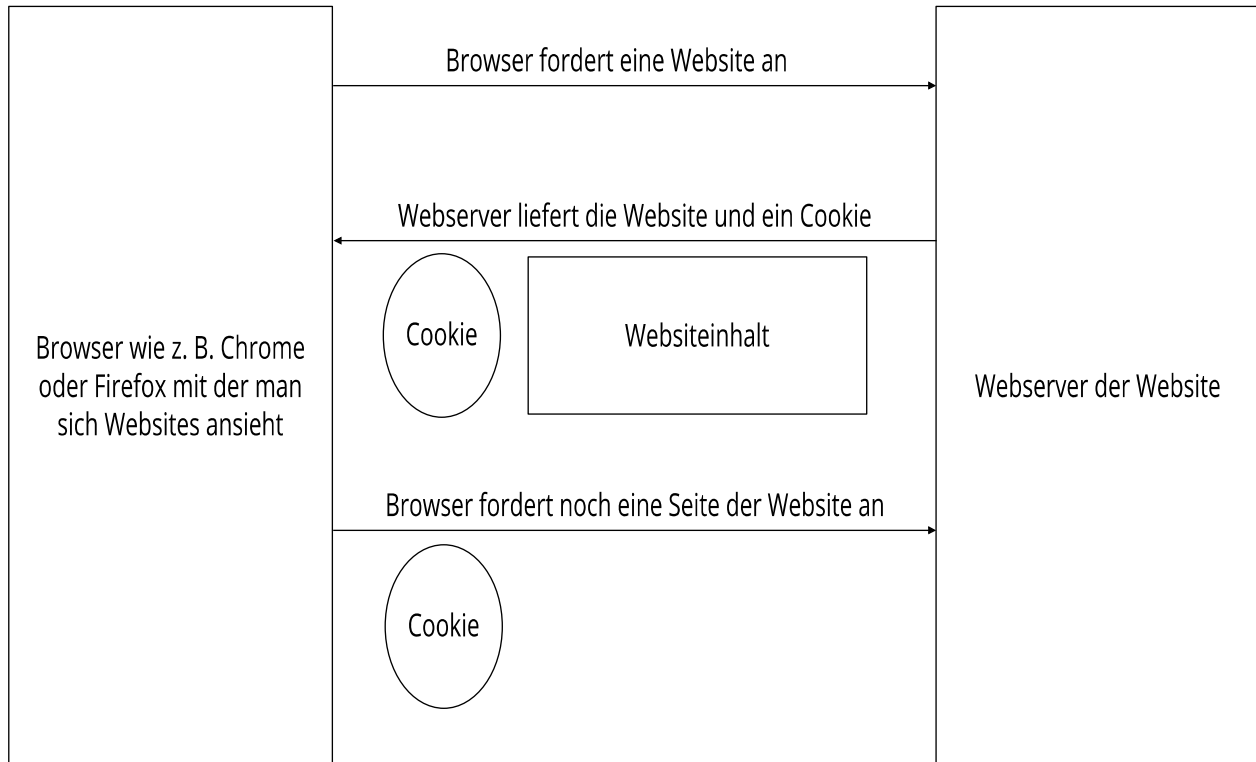 Browser fordert eine Website an
Webserver liefert die Website und ein Cookie
Cookie
Websiteinhalt
Browser wie z. B. Chrome
oder Firefox mit der man
sich Websites ansieht
Webserver der Website
Browser fordert noch eine Seite der Website an
Cookie